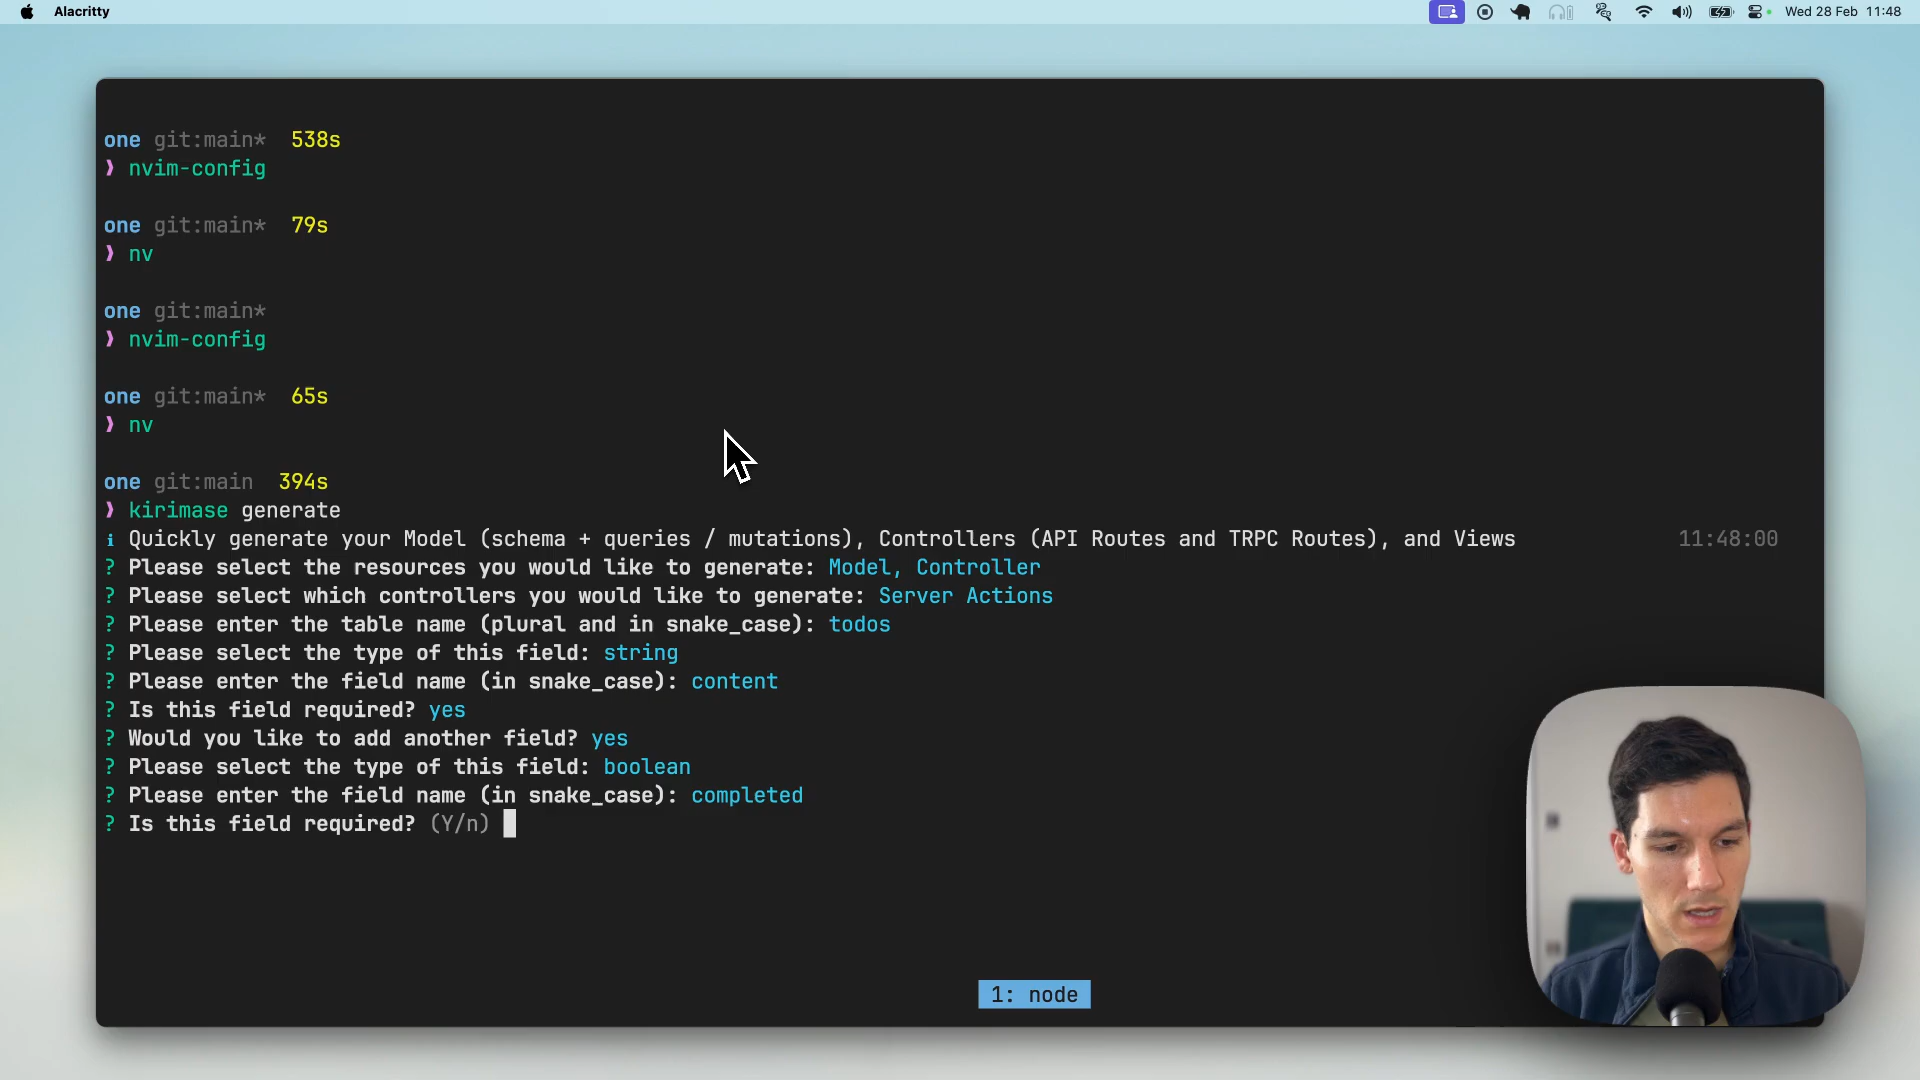 Alacritty
Wed 28 Feb 11:48
one git:main* 538s
❯ nvim-config
one git:main* 79s
❯ nv
one git:main*
❯ nvim-config
one git:main* 65s
❯ nv
one git:main 394s
❯ kirimase generate
ℹ Quickly generate your Model (schema + queries / mutations), Controllers (API Routes and TRPC Routes), and Views 11:48:00
? Please select the resources you would like to generate: Model, Controller
? Please select which controllers you would like to generate: Server Actions
? Please enter the table name (plural and in snake_case): todos
? Please select the type of this field: string
? Please enter the field name (in snake_case): content
? Is this field required? yes
? Would you like to add another field? yes
? Please select the type of this field: boolean
? Please enter the field name (in snake_case): completed
? Is this field required? (Y/n)
1: node